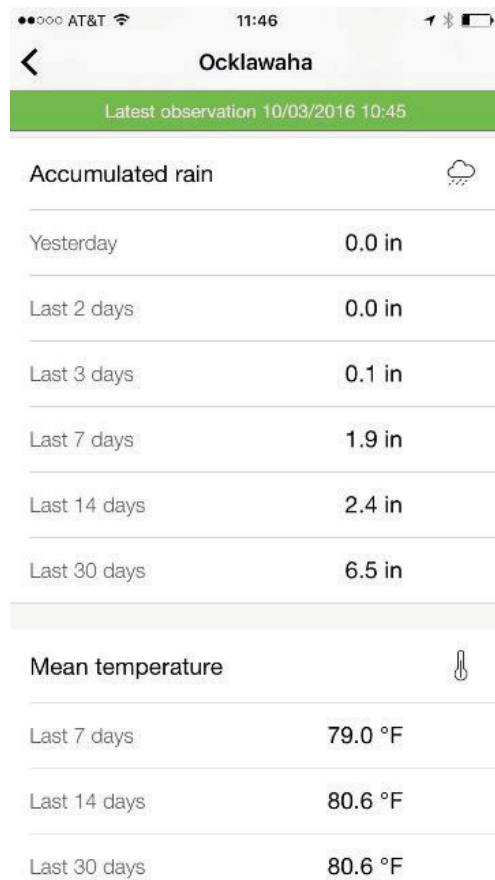 AT&T 11:46
Ocklawaha
Latest observation 10/03/2016 10:45
Accumulated rain
Yesterday 0.0 in
Last 2 days 0.0 in
Last 3 days 0.1 in
Last 7 days 1.9 in
Last 14 days 2.4 in
Last 30 days 6.5 in
Mean temperature
Last 7 days 79.0 °F
Last 14 days 80.6 °F
Last 30 days 80.6 °F